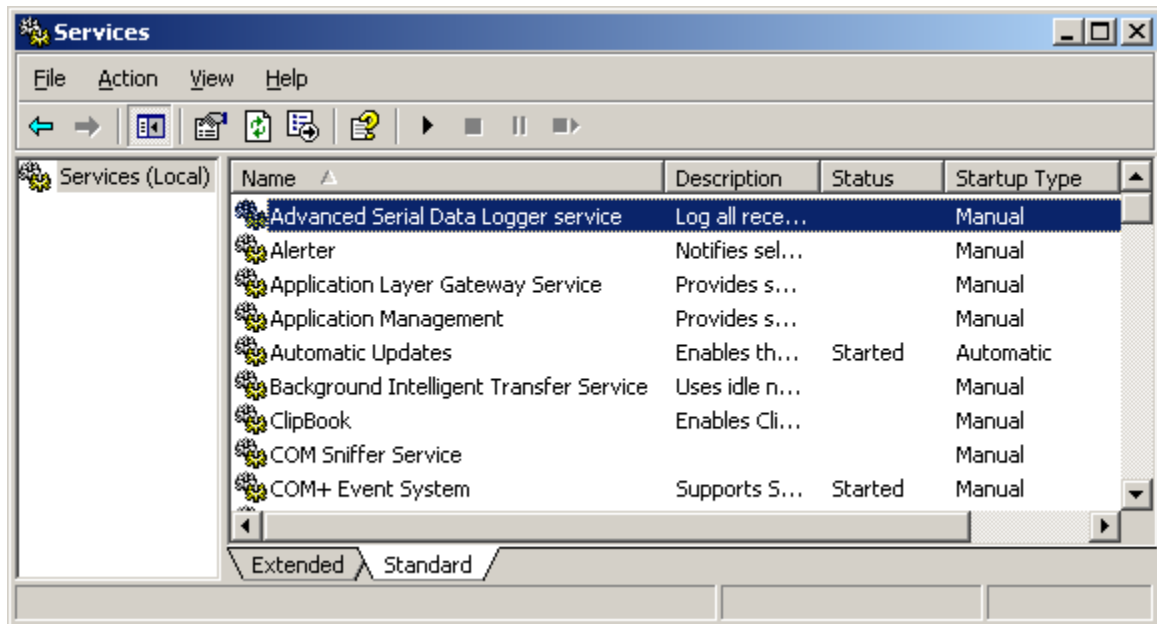 Services
File Action View Help
Services (Local)
Name Description Status Startup Type
Advanced Serial Data Logger service Log all rece... Manual
Alerter Notifies sel... Manual
Application Layer Gateway Service Provides s... Manual
Application Management Provides s... Manual
Automatic Updates Enables th... Started Automatic
Background Intelligent Transfer Service Uses idle n... Manual
ClipBook Enables Cli... Manual
COM Sniffer Service Manual
COM+ Event System Supports S... Started Manual
Extended Standard